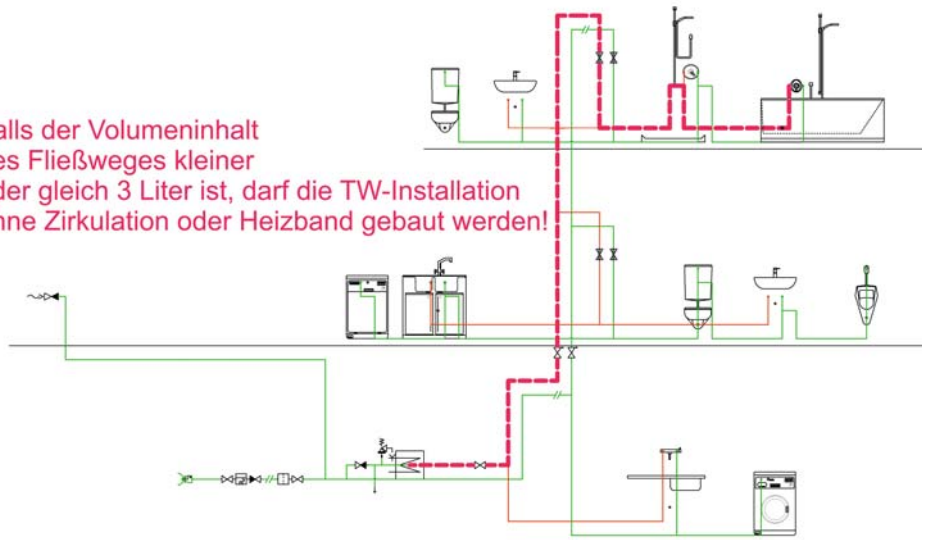 alls der Volumeninhalt
es Fließweges kleiner
der gleich 3 Liter ist, darf die TW-Installation
hne Zirkulation oder Heizband gebaut werden!